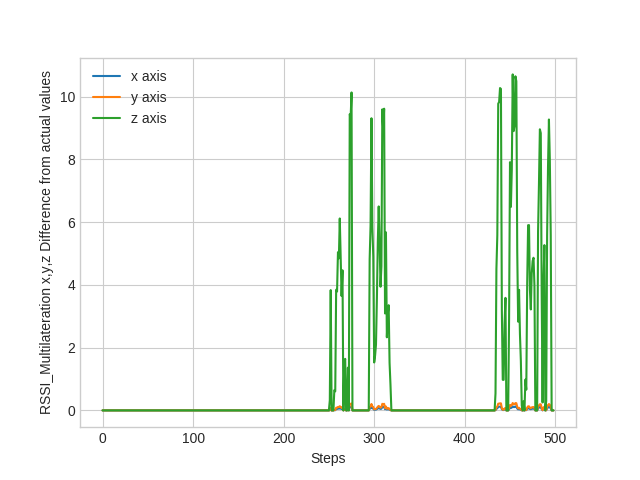 x axis
y axis
z axis
RSSI_Multilateration x,y,z Difference from actual values
10
8
6
4
2
0
0
100
200
300
400
500
Steps